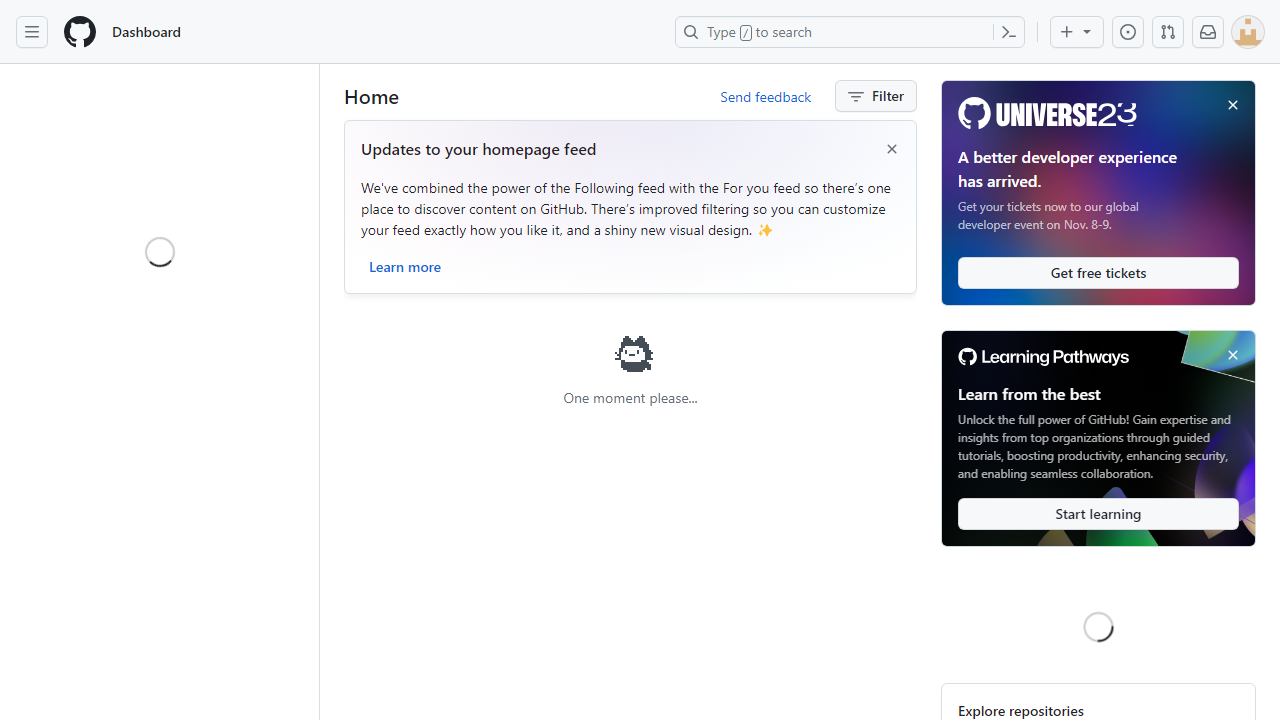 Dashboard
Type / to search
Home
Send feedback
Filter
Updates to your homepage feed
We've combined the power of the Following feed with the For you feed so there's one
place to discover content on GitHub. There's improved filtering so you can customize
your feed exactly how you like it, and a shiny new visual design. ✨
Learn more
One moment please...
UNIVERSE23
A better developer experience
has arrived.
Get your tickets now to our global
developer event on Nov. 8-9.
Get free tickets
Learning Pathways
Learn from the best
Unlock the full power of GitHub! Gain expertise and
insights from top organizations through guided
tutorials, boosting productivity, enhancing security,
and enabling seamless collaboration.
Start learning
Explore repositories